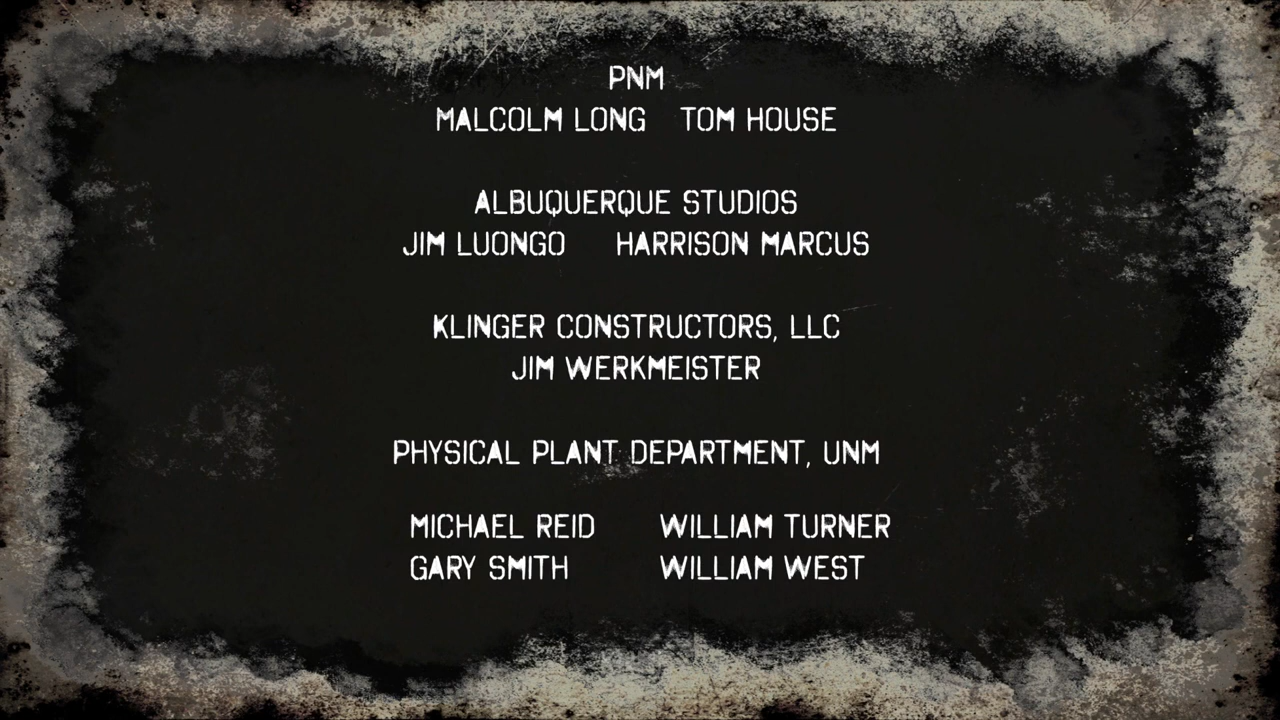 PNM
MALCOLM LONG TOM HOUSE
ALBUQUERQUE STUDIOS
JIM LUONGO HARRISON MARCUS
KLINGER CONSTRUCTORS, LLC
JIM WERKMEISTER
PHYSICAL PLANT DEPARTMENT, UNM
MICHAEL REID WILLIAM TURNER
GARY SMITH WILLIAM WEST